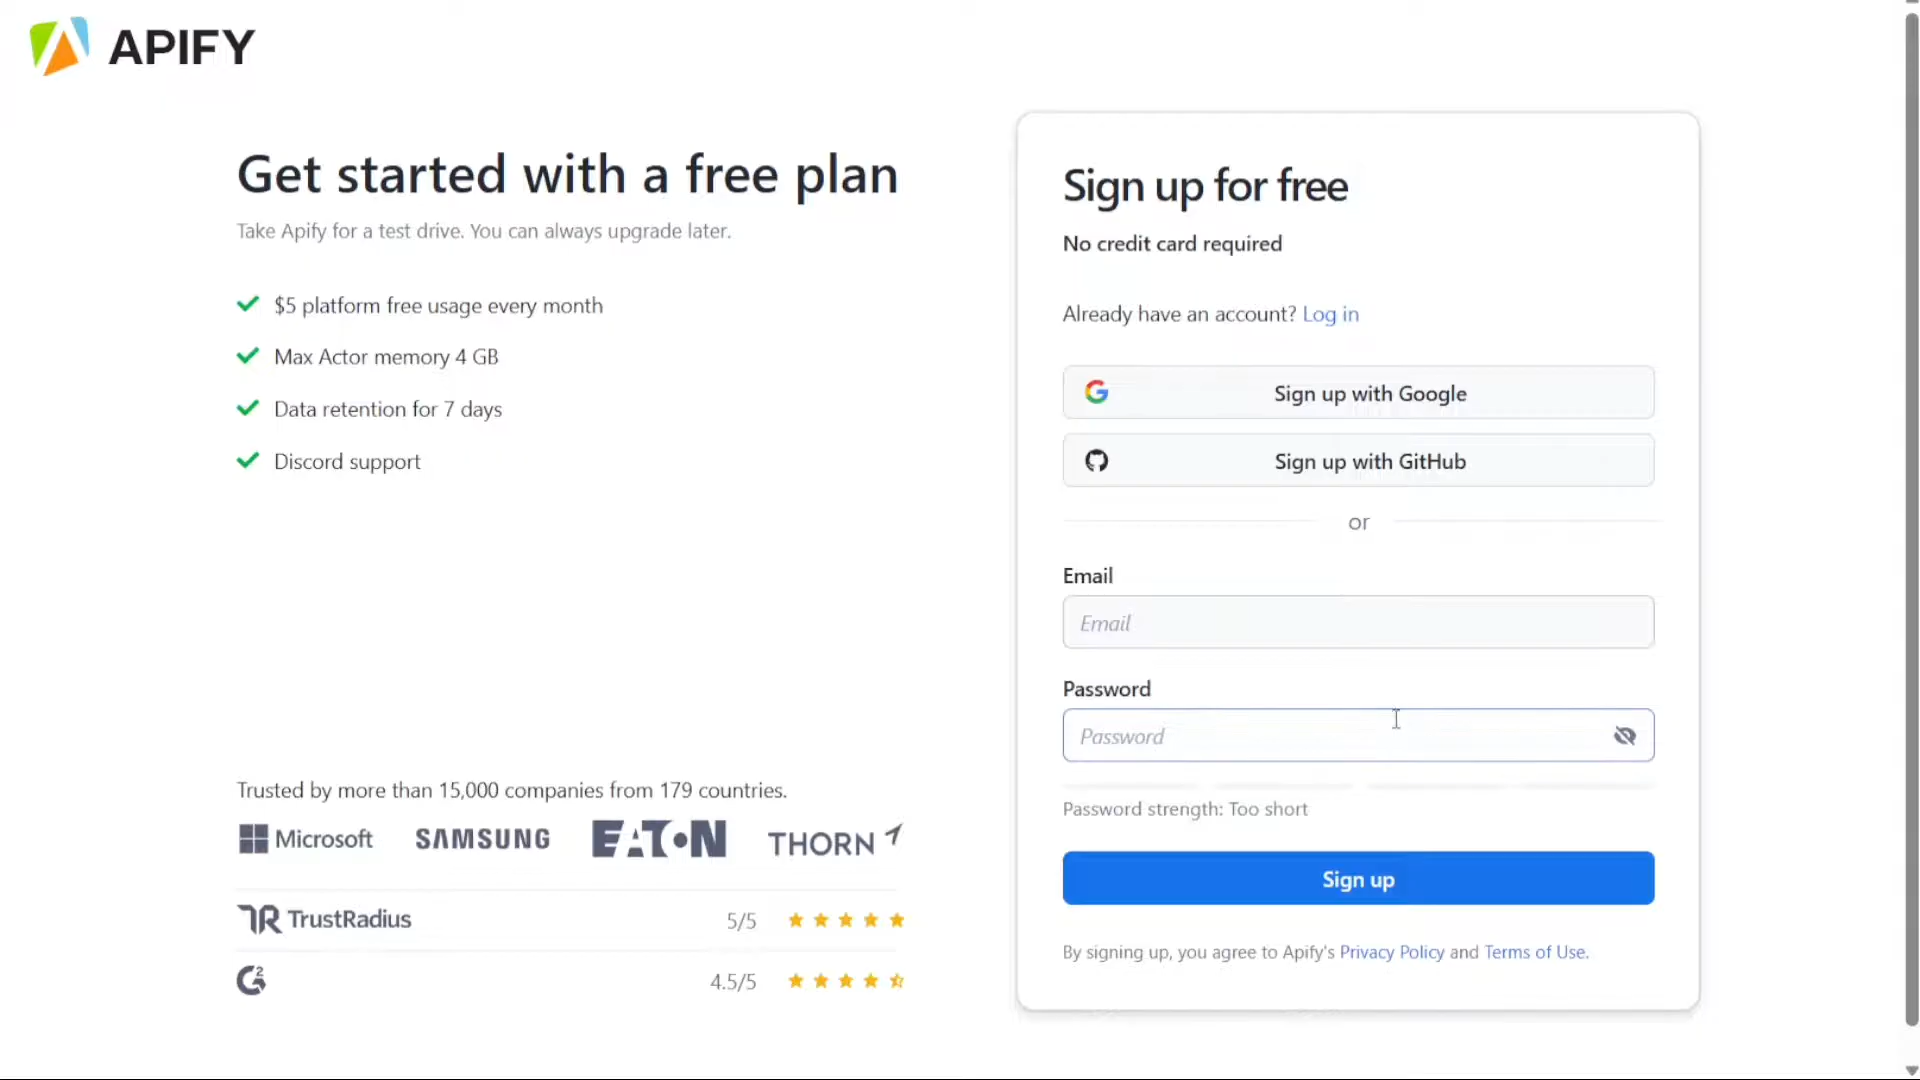 APIFY
Get started with a free plan
Take Apify for a test drive. You can always upgrade later.
$5 platform free usage every month
Max Actor memory 4 GB
Data retention for 7 days
Discord support
Trusted by more than 15,000 companies from 179 countries.
Microsoft SAMSUNG EATON THORN
TrustRadius 5/5
G2 4.5/5
Sign up for free
No credit card required
Already have an account? Log in
Sign up with Google
Sign up with GitHub
or
Email
Email
Password
Password
Password strength: Too short
Sign up
By signing up, you agree to Apify's Privacy Policy and Terms of Use.